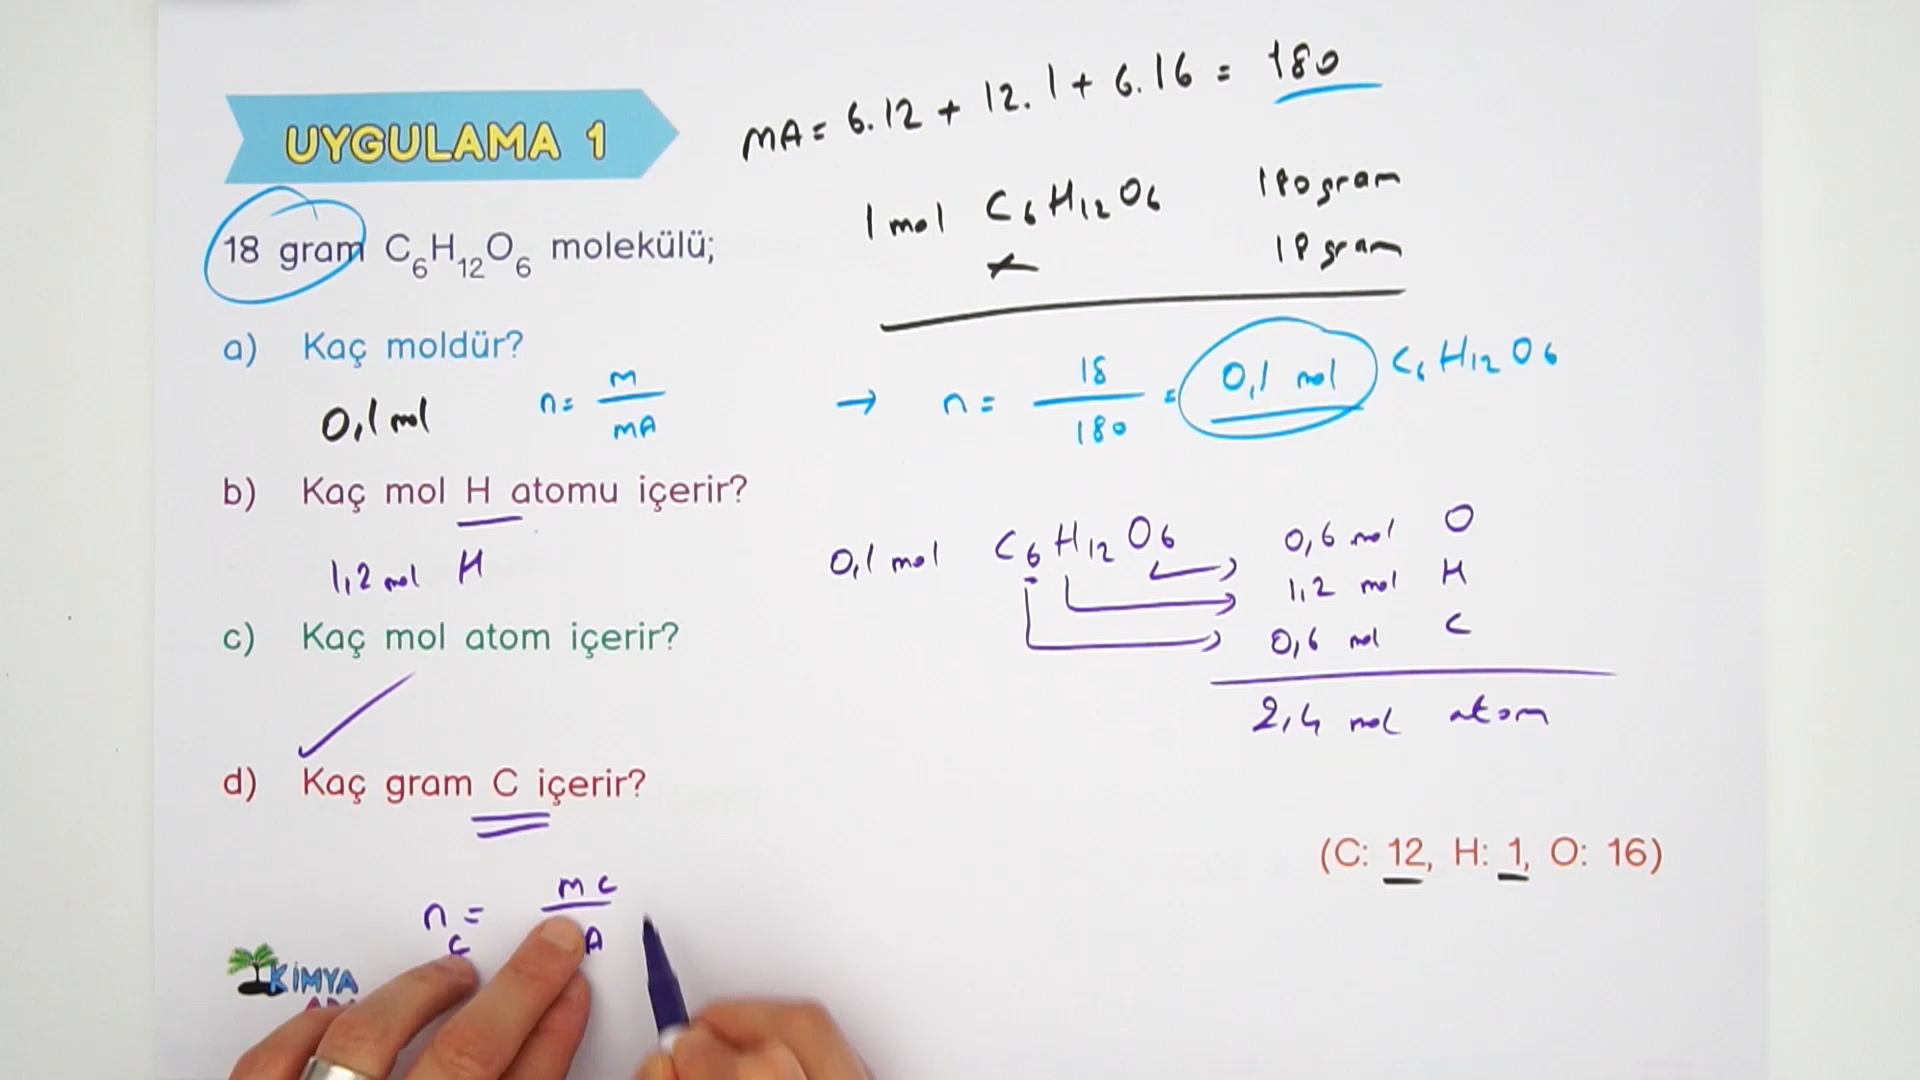 MA = 6.12 + 12.1 + 6.16 = 180
UYGULAMA 1
1 mol C6H12O6 180 gram
18 gram C6H12O6 molekülü;
x 18 gram
a) Kaç moldür?
0,1 mol n = m/MA → n = 18/180 = 0,1 mol C6H12O6
b) Kaç mol H atomu içerir?
0,1 mol C6H12O6 0,6 mol O
1,2 mol H
1,2 mol H
c) Kaç mol atom içerir?
0,6 mol C
2,4 mol atom
d) Kaç gram C içerir?
(C: 12, H: 1, O: 16)
nC = mC/ A
KİMYA